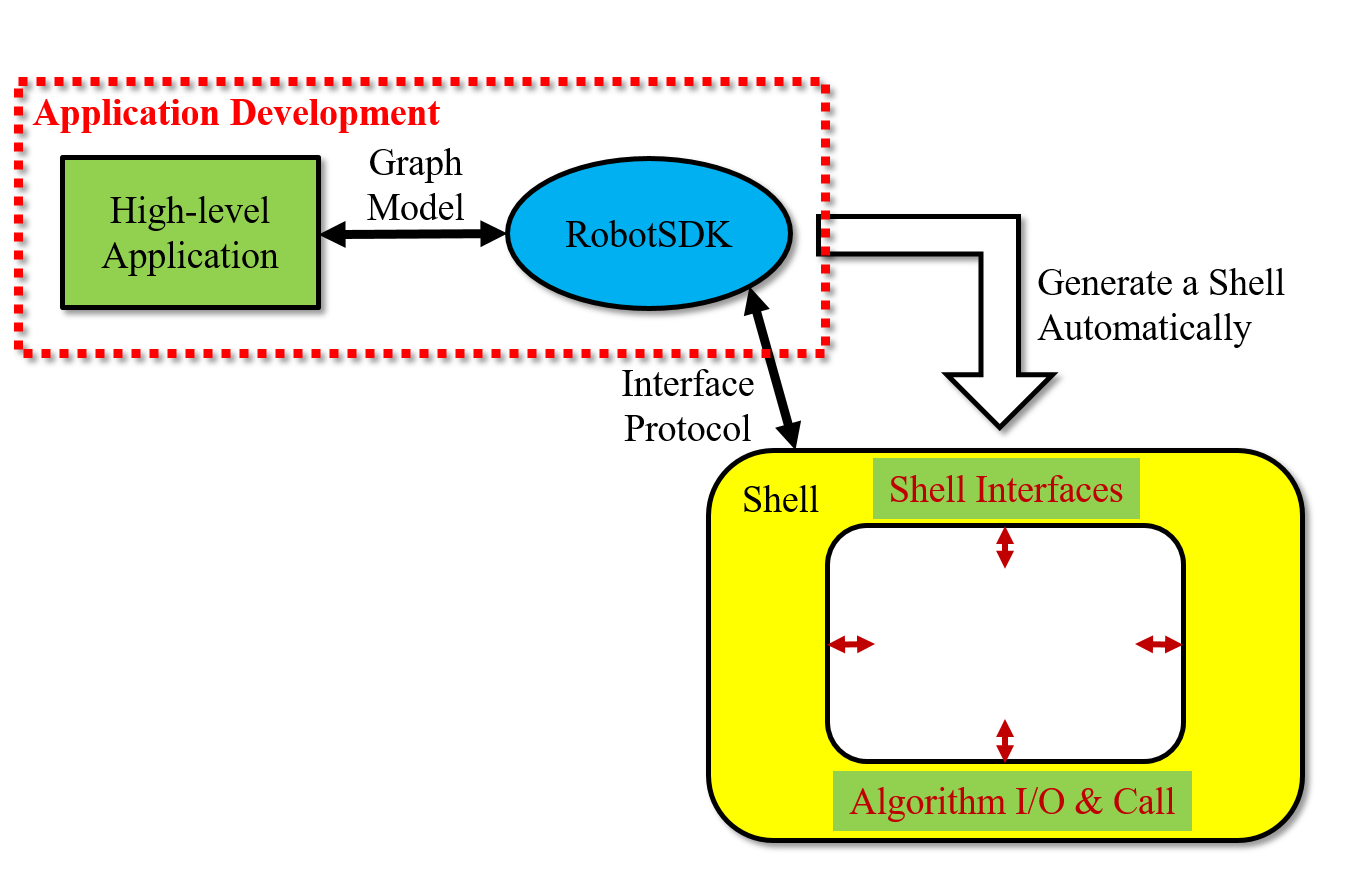 Application Development
High-level
Application
Graph
Model
RobotSDK
Generate a Shell
Automatically
Interface
Protocol
Shell
Shell Interfaces
Algorithm I/O & Call